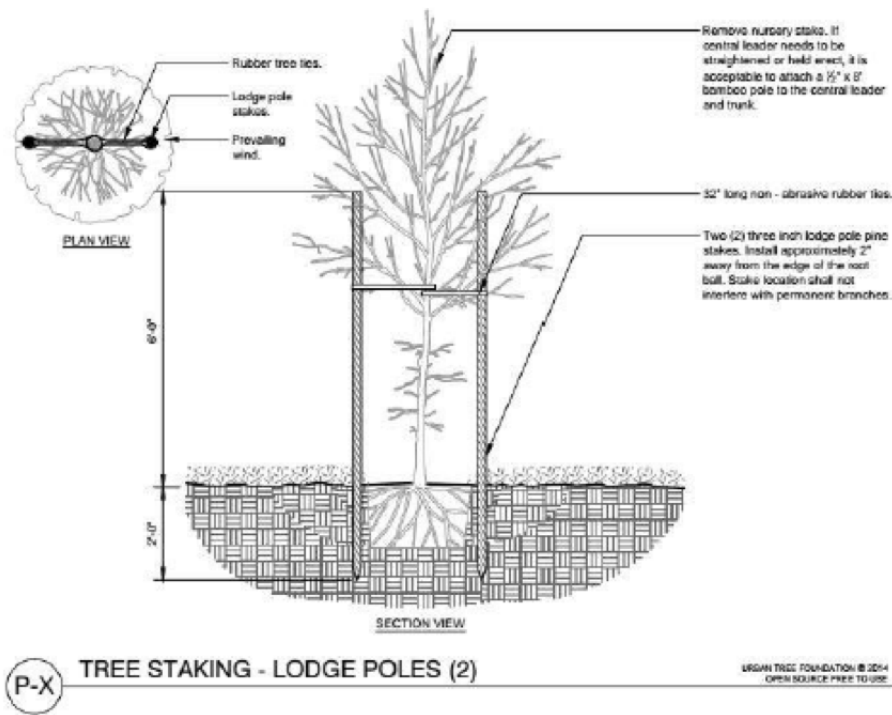 Rubber tree ties.
Lodge pole
stakes.
Prevailing
wind.
PLAN VIEW
Remove nursery stake. If
central leader needs to be
straightened or held erect, it is
acceptable to attach a ½" x 8'
bamboo pole to the central leader
and trunk.
32" long non - abrasive rubber ties.
Two (2) three inch lodge pole pine
stakes. Install approximately 2"
away from the edge of the root
ball. Stake location shall not
interfere with permanent branches.
2'-0"
SECTION VIEW
P-X
TREE STAKING - LODGE POLES (2)
URBAN TREE FOUNDATION © 2014
OPEN SOURCE FREE TO USE